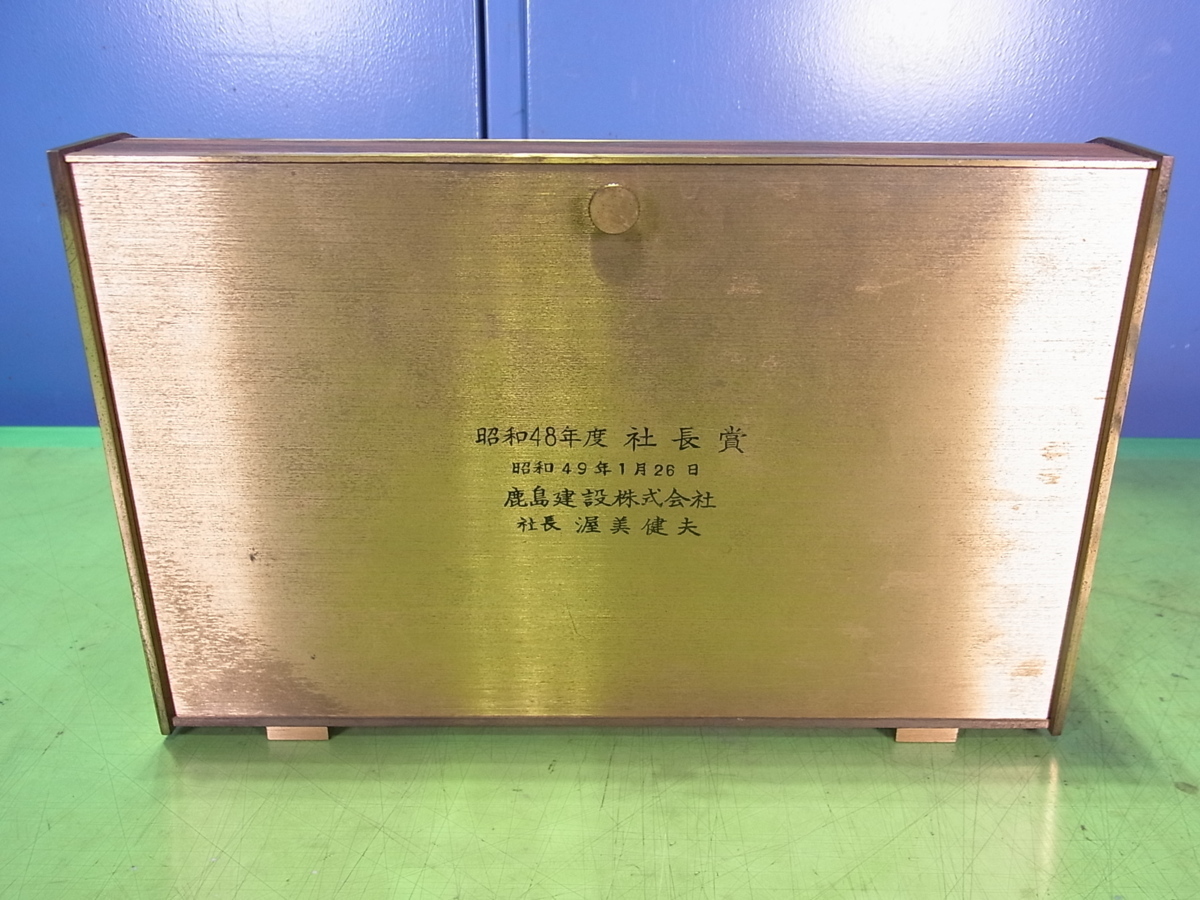 昭和48年度 社長賞
昭和49年1月26日
鹿島建設株式会社
社長 渥美健夫